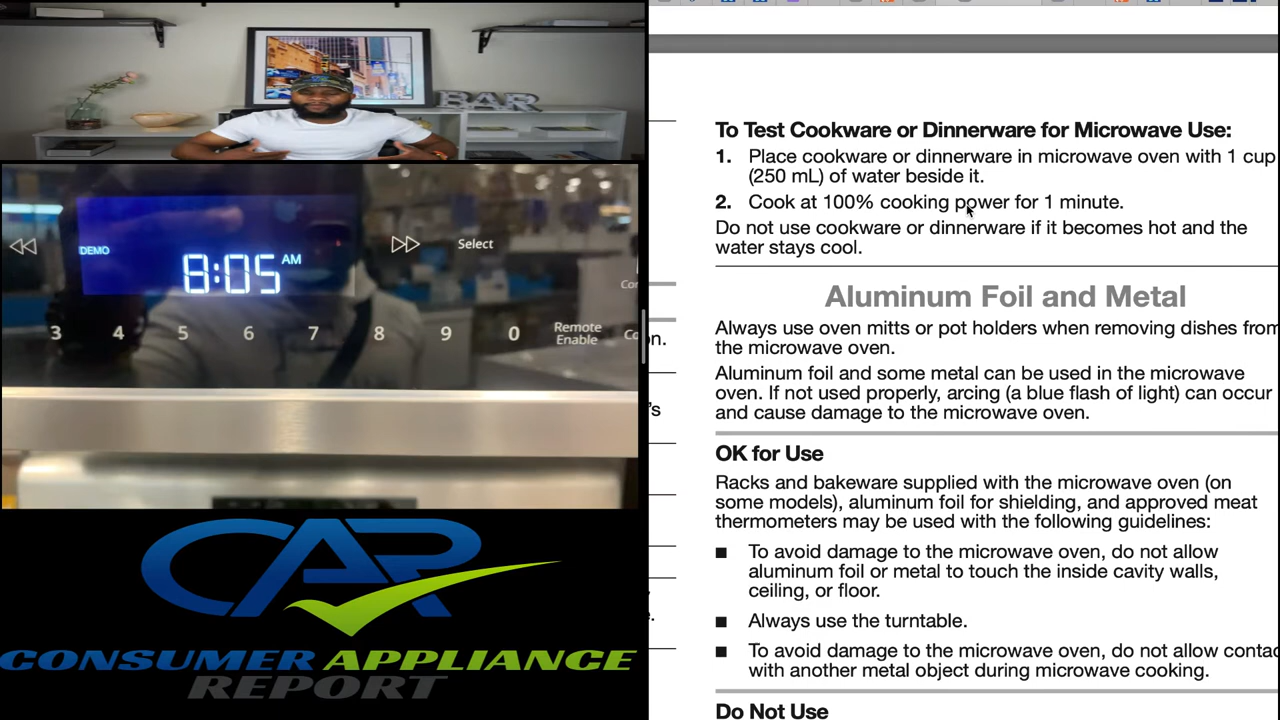 BAR
DEMO
8:05 AM
Select
3 4 5 6 7 8 9 0 Remote
Enable
CAR
CONSUMER APPLIANCE
REPORT
on.
's
To Test Cookware or Dinnerware for Microwave Use:
1. Place cookware or dinnerware in microwave oven with 1 cup
(250 mL) of water beside it.
2. Cook at 100% cooking power for 1 minute.
Do not use cookware or dinnerware if it becomes hot and the
water stays cool.
Aluminum Foil and Metal
Always use oven mitts or pot holders when removing dishes from
the microwave oven.
Aluminum foil and some metal can be used in the microwave
oven. If not used properly, arcing (a blue flash of light) can occur
and cause damage to the microwave oven.
OK for Use
Racks and bakeware supplied with the microwave oven (on
some models), aluminum foil for shielding, and approved meat
thermometers may be used with the following guidelines:
■ To avoid damage to the microwave oven, do not allow
aluminum foil or metal to touch the inside cavity walls,
ceiling, or floor.
■ Always use the turntable.
■ To avoid damage to the microwave oven, do not allow contac
with another metal object during microwave cooking.
Do Not Use